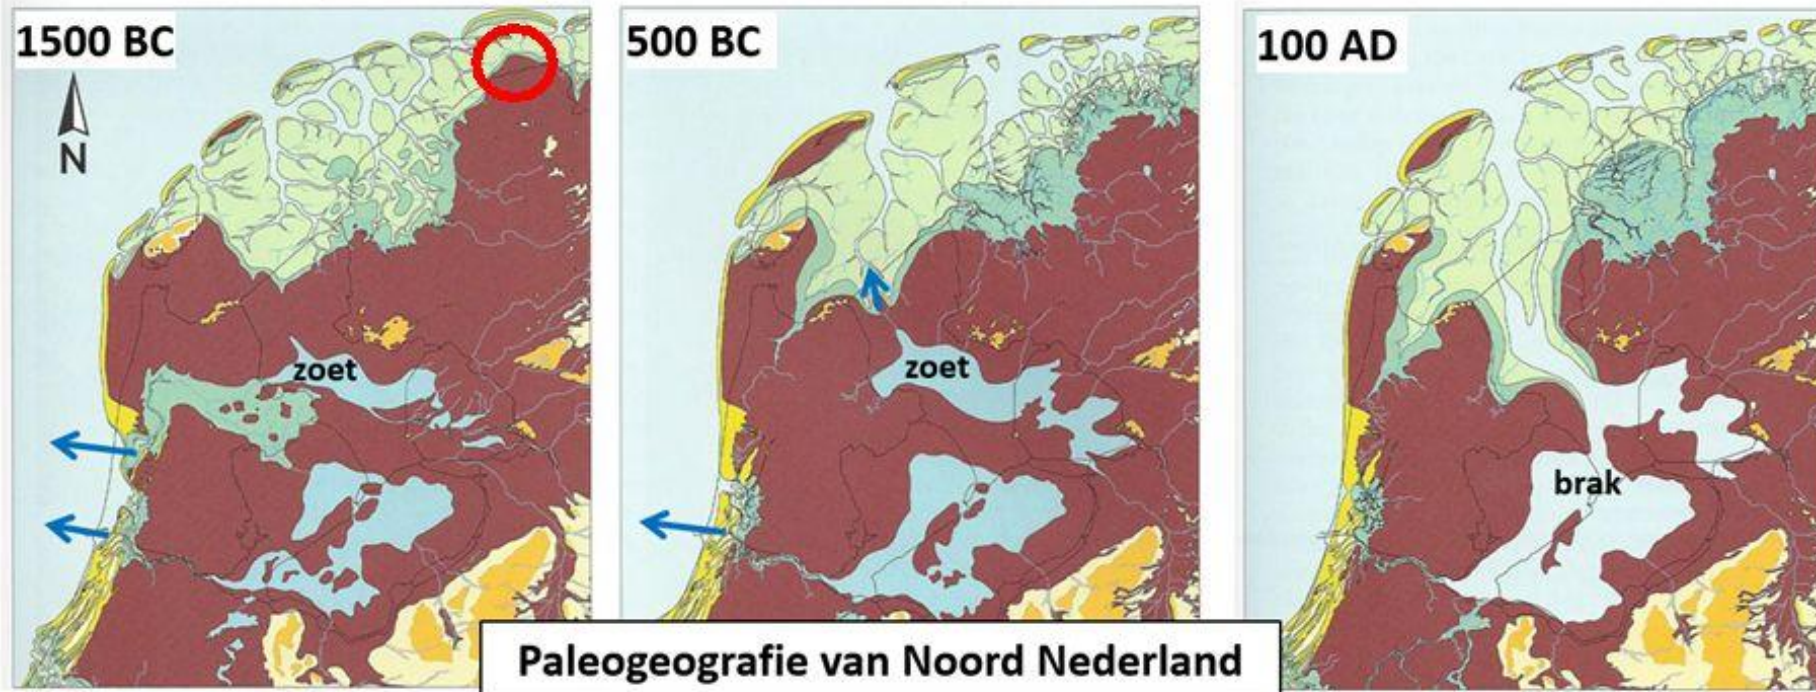 1500 BC
N
zoet
500 BC
zoet
100 AD
brak
Paleogeografie van Noord Nederland